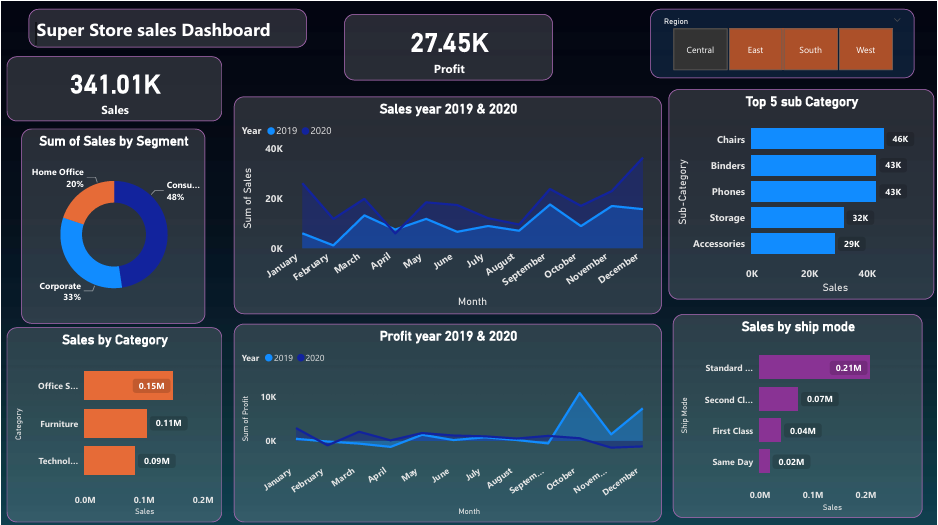 Super Store sales Dashboard
27.45K
Profit
Region
Central
East
South
West
341.01K
Sales
Sum of Sales by Segment
Home Office
20%
Consu...
48%
Corporate
33%
Sales year 2019 & 2020
Year 2019 2020
Sum of Sales
40K
20K
0K
January
February
March
April
May
June
July
August
September
October
November
December
Month
Top 5 sub Category
Sub-Category
Chairs 46K
Binders 43K
Phones 43K
Storage 32K
Accessories 29K
0K 20K 40K
Sales
Sales by Category
Category
Office S... 0.15M
Furniture 0.11M
Technol... 0.09M
0.0M 0.1M 0.2M
Sales
Profit year 2019 & 2020
Year 2019 2020
Sum of Profit
10K
0K
January
February
March
April
May
June
July
August
Septem...
October
Novem...
December
Month
Sales by ship mode
Ship Mode
Standard ... 0.21M
Second Cl... 0.07M
First Class 0.04M
Same Day 0.02M
0.0M 0.1M 0.2M
Sales